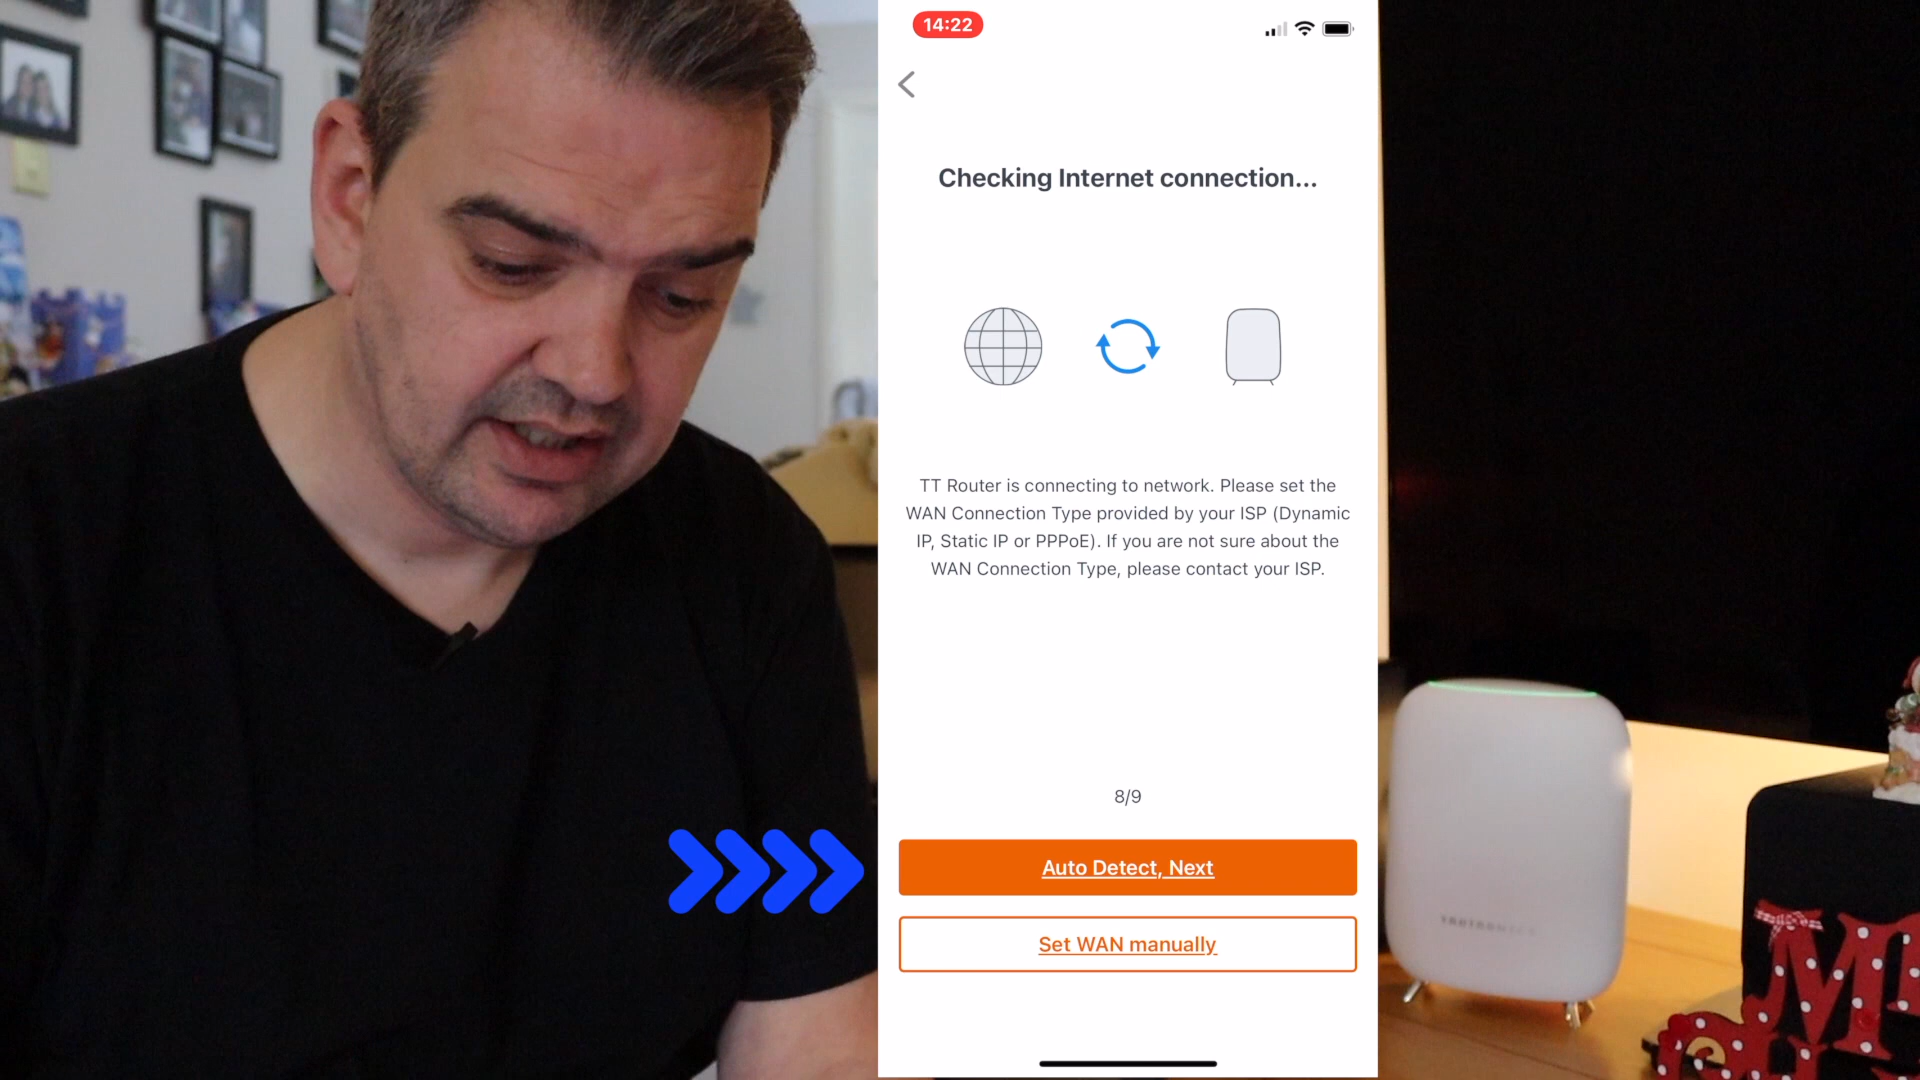 14:22
Checking Internet connection...
TT Router is connecting to network. Please set the
WAN Connection Type provided by your ISP (Dynamic
IP, Static IP or PPPoE). If you are not sure about the
WAN Connection Type, please contact your ISP.
8/9
Auto Detect, Next
Set WAN manually